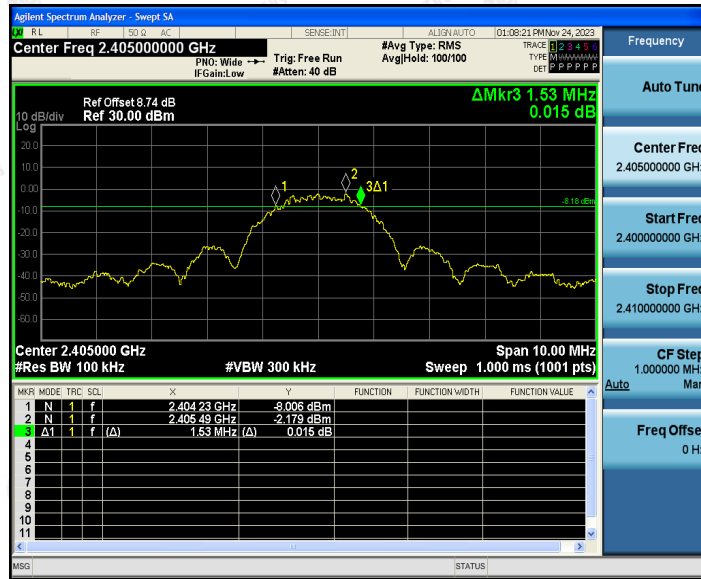 Agilent Spectrum Analyzer - Swept SA
RL RF 50 Ω AC SENSE:INT ALIGNAUTO 01:08:21 PM Nov 24, 2023
Center Freq 2.405000000 GHz
#Avg Type: RMS
TRACE 1 2 3 4 5 6
PNO: Wide Trig: Free Run Avg|Hold: 100/100
TYPE M
IFGain:Low #Atten: 40 dB
DET P P P P P P
ΔMkr3 1.53 MHz
0.015 dB
Ref Offset 8.74 dB
10 dB/div Ref 30.00 dBm
Log
20.0
10.0
0.00
-10.0
-20.0
-30.0
-40.0
-50.0
-60.0
1
2
3Δ1
-8.18 dBm
Center 2.405000 GHz Span 10.00 MHz
#Res BW 100 kHz #VBW 300 kHz Sweep 1.000 ms (1001 pts)
MKR MODE TRC SCL X Y FUNCTION FUNCTION WIDTH FUNCTION VALUE
1 N 1 f 2.404 23 GHz -8.006 dBm
2 N 1 f 2.405 49 GHz -2.179 dBm
3 Δ1 1 f (Δ) 1.53 MHz (Δ) 0.015 dB
4
5
6
7
8
9
10
11
MSG STATUS
Frequency
Auto Tune
Center Freq
2.405000000 GHz
Start Freq
2.400000000 GHz
Stop Freq
2.410000000 GHz
CF Step
1.000000 MHz
Auto Man
Freq Offset
0 Hz